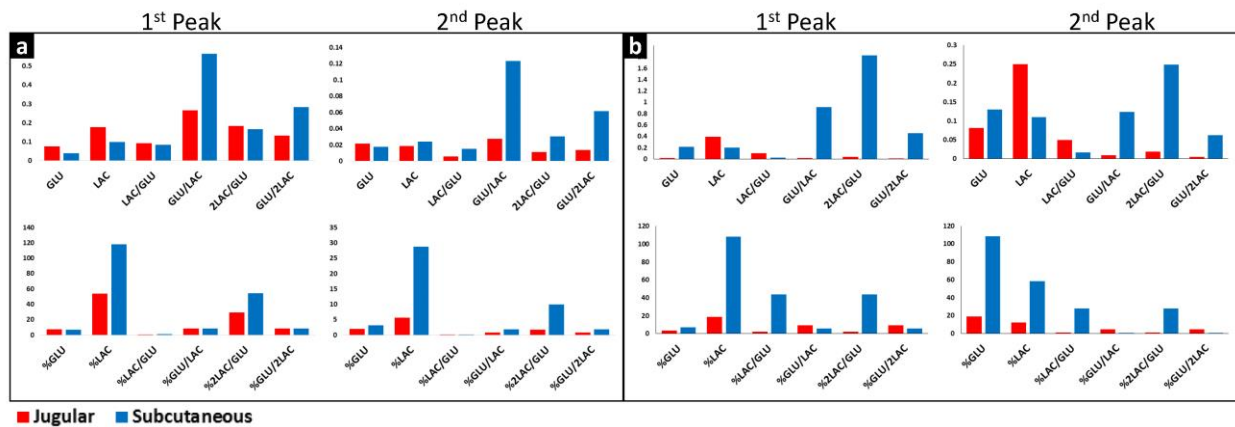 1st Peak
2nd Peak
1st Peak
2nd Peak
a
0.5
0.4
0.3
0.2
0.1
0
GLU
LAC
LAC/GLU
GLU/LAC
2LAC/GLU
GLU/2LAC
0.14
0.12
0.1
0.08
0.06
0.04
0.02
0
GLU
LAC
LAC/GLU
GLU/LAC
2LAC/GLU
GLU/2LAC
b
1.8
1.6
1.4
1.2
1
0.8
0.6
0.4
0.2
0
GLU
LAC
LAC/GLU
GLU/LAC
2LAC/GLU
GLU/2LAC
0.3
0.25
0.2
0.15
0.1
0.05
0
GLU
LAC
LAC/GLU
GLU/LAC
2LAC/GLU
GLU/2LAC
140
120
100
80
60
40
20
0
%GLU
%LAC
%LAC/GLU
%GLU/LAC
%2LAC/GLU
%GLU/2LAC
35
30
25
20
15
10
5
0
%GLU
%LAC
%LAC/GLU
%GLU/LAC
%2LAC/GLU
%GLU/2LAC
120
100
80
60
40
20
0
%GLU
%LAC
%LAC/GLU
%GLU/LAC
%2LAC/GLU
%GLU/2LAC
120
100
80
60
40
20
0
%GLU
%LAC
%LAC/GLU
%GLU/LAC
%2LAC/GLU
%GLU/2LAC
Jugular Subcutaneous